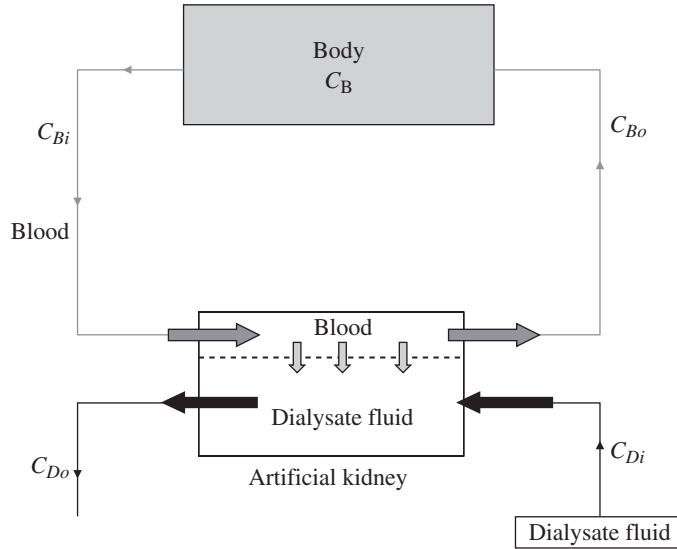 Body
C_B
C_Bi
C_Bo
Blood
Blood
Dialysate fluid
C_Do
C_Di
Artificial kidney
Dialysate fluid